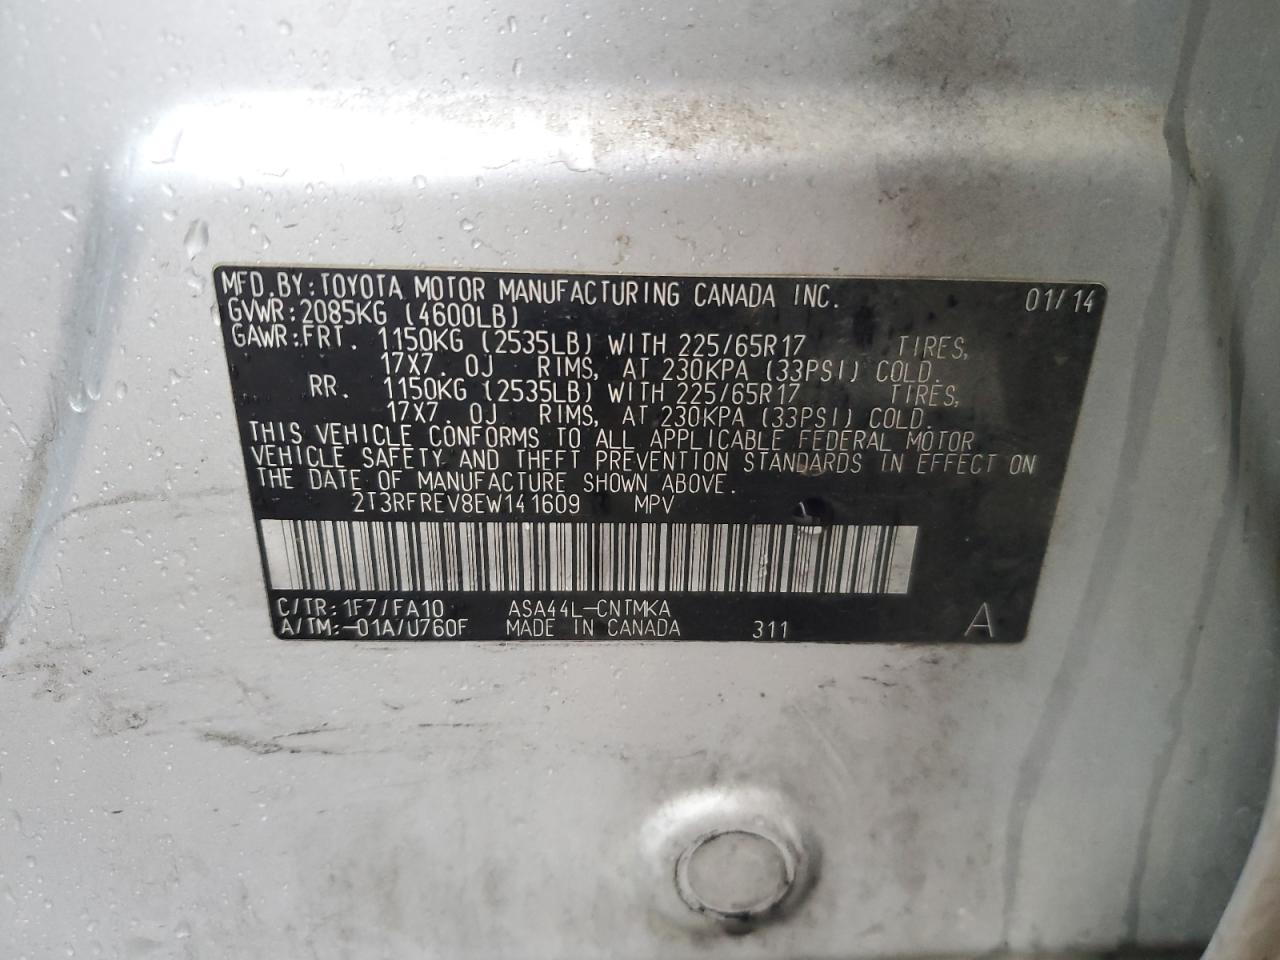 MFD.BY:TOYOTA MOTOR MANUFACTURING CANADA INC. 01/14
GVWR:2085KG (4600LB)
GAWR:FRT. 1150KG (2535LB) WITH 225/65R17 TIRES,
17X7.0J RIMS, AT 230KPA (33PSI) COLD.
RR. 1150KG (2535LB) WITH 225/65R17 TIRES,
17X7.0J RIMS, AT 230KPA (33PSI) COLD.
THIS VEHICLE CONFORMS TO ALL APPLICABLE FEDERAL MOTOR
VEHICLE SAFETY AND THEFT PREVENTION STANDARDS IN EFFECT ON
THE DATE OF MANUFACTURE SHOWN ABOVE.
2T3RFREV8EW141609 MPV
C/TR:1F7/FA10 ASA44L-CNTMKA
A/TM:-01A/U760F MADE IN CANADA 311 A